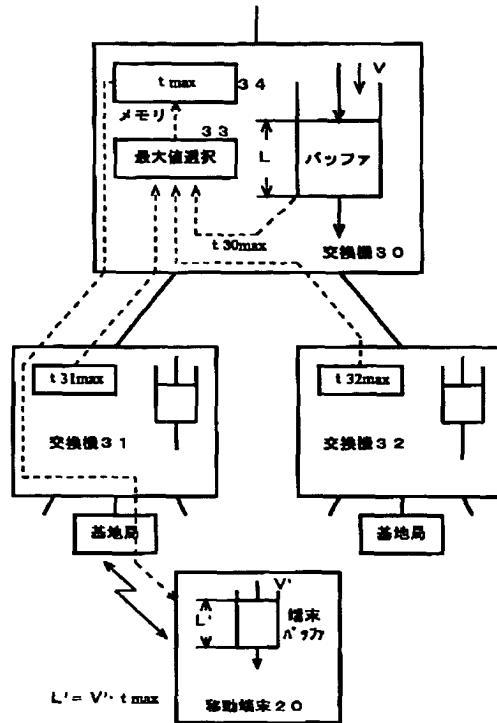 t max
34
メモリ
33
最大値選択
V
L
バッファ
t 30max
交換機30
t 31max
交換機31
t 32max
交換機32
基地局
基地局
V'
L'
端末
バッファ
L' = V'· t max
移動端末20